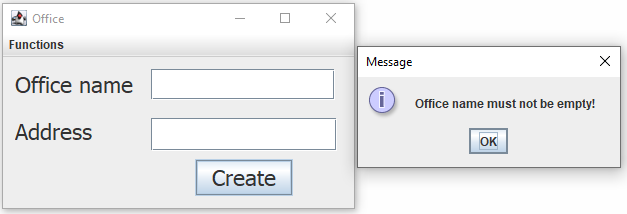 Office
Functions
Office name
Address
Create
Message
Office name must not be empty!
OK